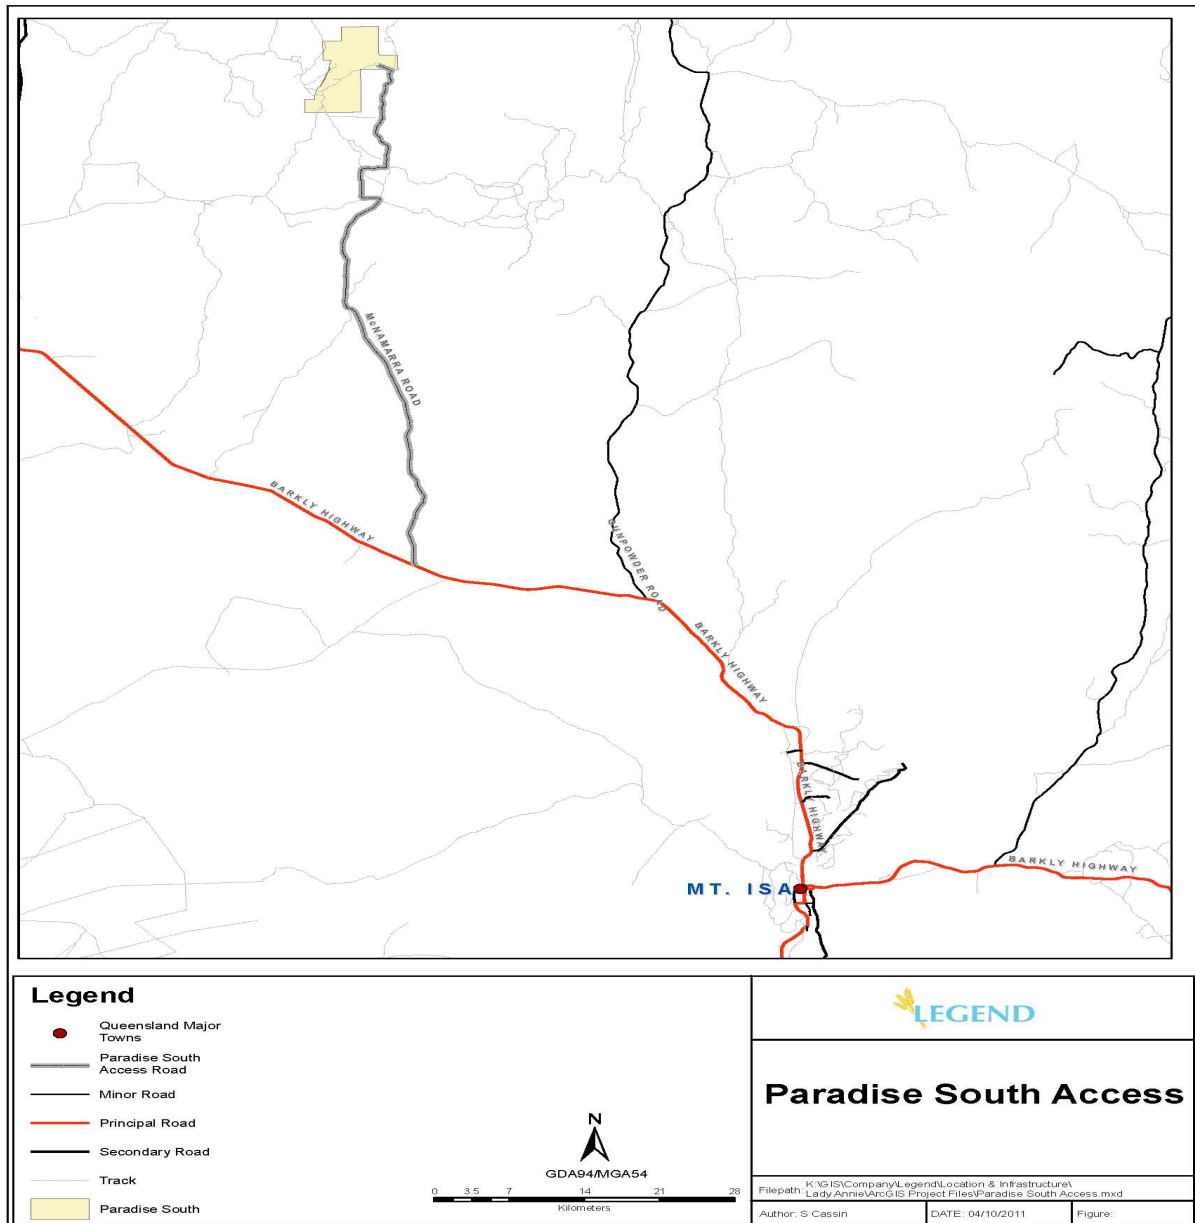 McNAMARRA ROAD
BARKLY HIGHWAY
GUNPOWDER ROAD
BARKLY HIGHWAY
BARKLY HIGHWAY
BARKLY HIGHWAY
MT. ISA
Legend
Queensland Major
Towns
Paradise South
Access Road
Minor Road
Principal Road
Secondary Road
Track
Paradise South
N
GDA94/MGA54
0 3.5 7 14 21 28
Kilometers
LEGEND
Paradise South Access
Filepath: K:\GIS\Company\Legend\Location & Infrastructure\
Lady Annie\ArcGIS Project Files\Paradise South Access.mxd
Author: S Cassin
DATE: 04/10/2011
Figure: